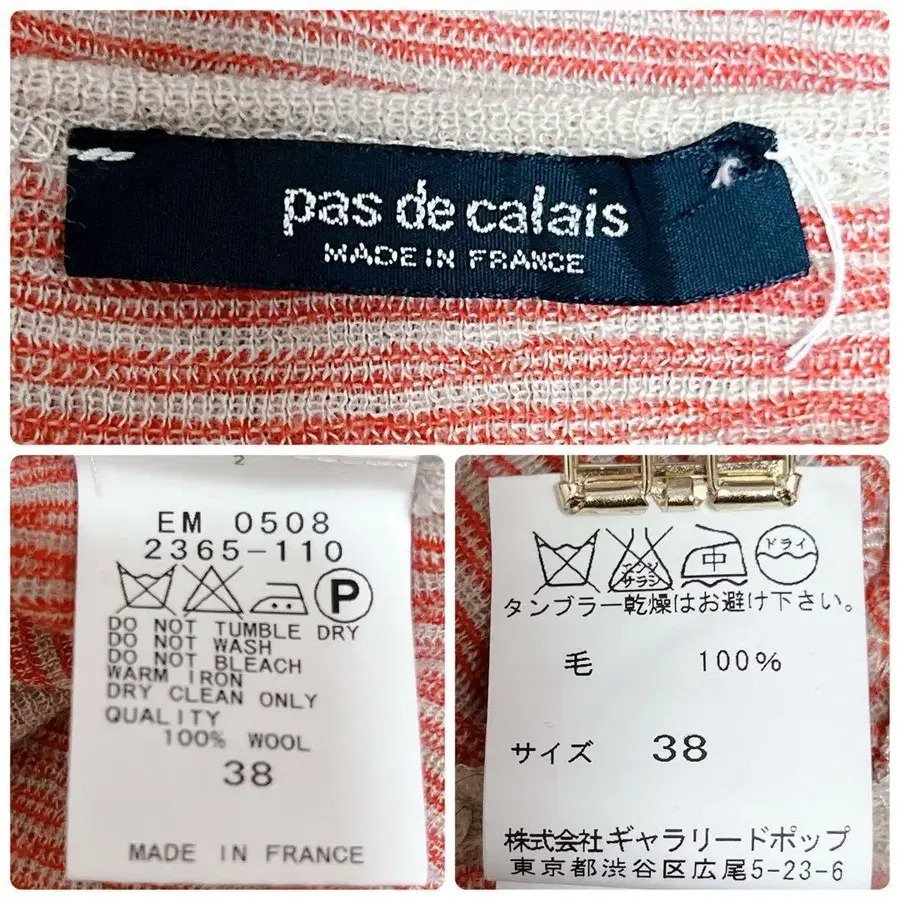 pas de calais
MADE IN FRANCE
2
EM 0508
2365-110
P
DO NOT TUMBLE DRY
DO NOT WASH
DO NOT BLEACH
WARM IRON
DRY CLEAN ONLY
QUALITY
100% WOOL
38
MADE IN FRANCE
エンソ サラシ 中 ドライ
タンブラー乾燥はお避け下さい。
毛 100%
サイズ 38
株式会社ギャラリードポップ
東京都渋谷区広尾5-23-6